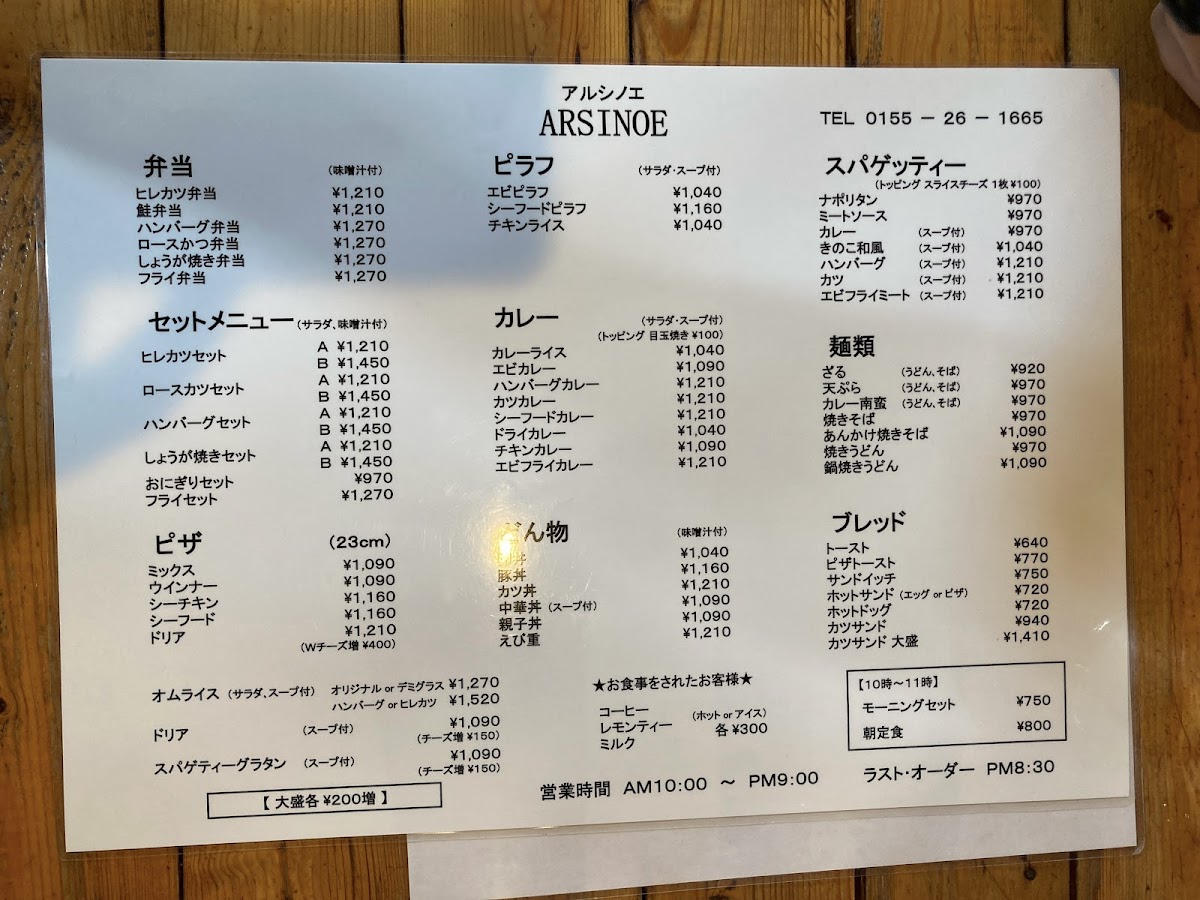 アルシノエ
ARSINOE
TEL 0155 － 26 － 1665
弁当 (味噌汁付)
ヒレカツ弁当 ¥1,210
鮭弁当 ¥1,210
ハンバーグ弁当 ¥1,270
ロースかつ弁当 ¥1,270
しょうが焼き弁当 ¥1,270
フライ弁当 ¥1,270
セットメニュー (サラダ、味噌汁付)
ヒレカツセット A ¥1,210
B ¥1,450
ロースカツセット A ¥1,210
B ¥1,450
ハンバーグセット A ¥1,210
B ¥1,450
しょうが焼きセット A ¥1,210
B ¥1,450
おにぎりセット ¥970
フライセット ¥1,270
ピザ (23cm)
ミックス ¥1,090
ウインナー ¥1,090
シーチキン ¥1,160
シーフード ¥1,160
ドリア ¥1,210
(Wチーズ増 ¥400)
ピラフ (サラダ・スープ付)
エビピラフ ¥1,040
シーフードピラフ ¥1,160
チキンライス ¥1,040
カレー (サラダ・スープ付)
(トッピング 目玉焼き ¥100)
カレーライス ¥1,040
エビカレー ¥1,090
ハンバーグカレー ¥1,210
カツカレー ¥1,210
シーフードカレー ¥1,210
ドライカレー ¥1,040
チキンカレー ¥1,090
エビフライカレー ¥1,210
ん物 (味噌汁付)
丼 ¥1,040
豚丼 ¥1,160
カツ丼 ¥1,210
中華丼 (スープ付) ¥1,090
親子丼 ¥1,090
えび重 ¥1,210
スパゲッティー
(トッピング スライスチーズ 1枚 ¥100)
ナポリタン ¥970
ミートソース ¥970
カレー (スープ付) ¥970
きのこ和風 (スープ付) ¥1,040
ハンバーグ (スープ付) ¥1,210
カツ (スープ付) ¥1,210
エビフライミート (スープ付) ¥1,210
麺類
ざる (うどん、そば) ¥920
天ぷら (うどん、そば) ¥970
カレー南蛮 (うどん、そば) ¥970
焼きそば ¥970
あんかけ焼きそば ¥1,090
焼きうどん ¥970
鍋焼きうどん ¥1,090
ブレッド
トースト ¥640
ピザトースト ¥770
サンドイッチ ¥750
ホットサンド (エッグ or ピザ) ¥720
ホットドッグ ¥720
カツサンド ¥940
カツサンド 大盛 ¥1,410
オムライス (サラダ、スープ付) オリジナル or デミグラス ¥1,270
ハンバーグ or ヒレカツ ¥1,520
ドリア (スープ付) ¥1,090
(チーズ増 ¥150)
スパゲティーグラタン (スープ付) ¥1,090
(チーズ増 ¥150)
【 大盛各 ¥200増 】
★お食事をされたお客様★
コーヒー (ホット or アイス)
レモンティー 各 ¥300
ミルク
【10時～11時】
モーニングセット ¥750
朝定食 ¥800
営業時間 AM10:00 ～ PM9:00 ラスト・オーダー PM8:30